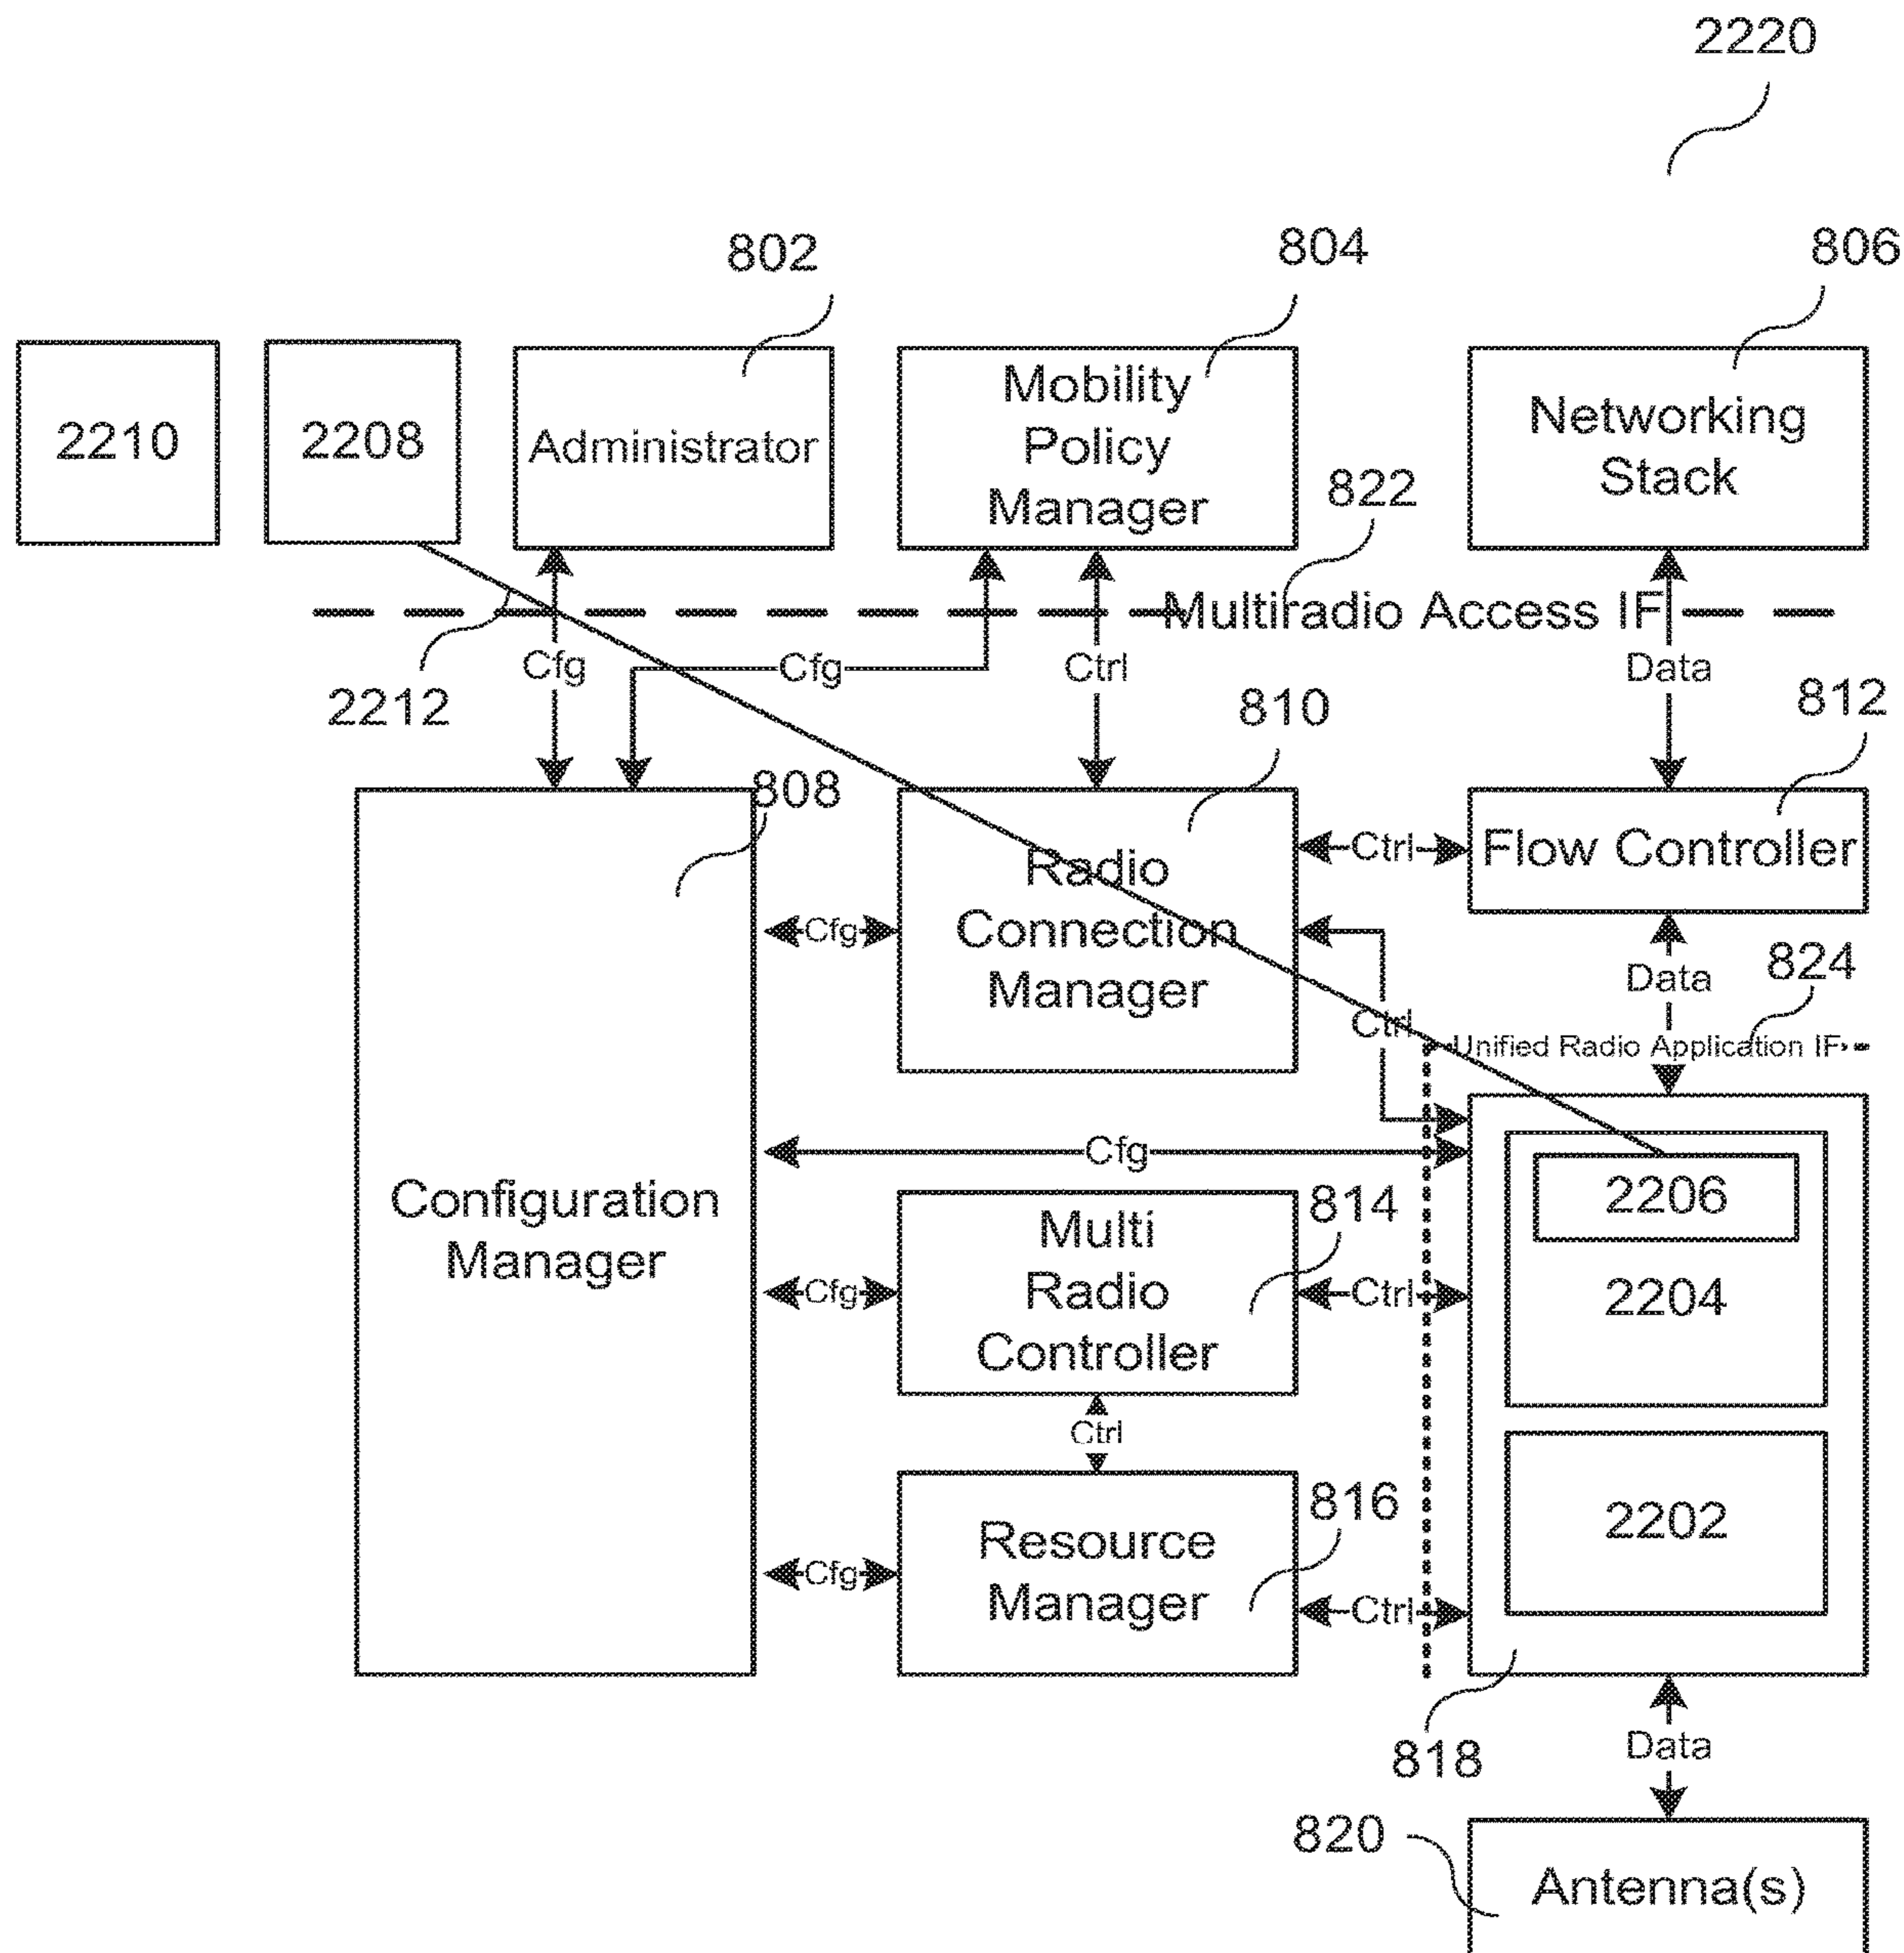 2220
802
804
806
2210
2208
Administrator
Mobility
Policy
Manager
Networking
Stack
822
Multiradio Access IF
2212
Cfg
Cfg
Ctrl
Data
810
812
808
Radio
Connection
Manager
Ctrl
Flow Controller
Cfg
Data
824
Ctrl
Unified Radio Application IF
Cfg
Configuration
Manager
Multi
Radio
Controller
814
2206
2204
Cfg
Ctrl
Ctrl
Resource
Manager
816
2202
Cfg
Ctrl
818
Data
820
Antenna(s)